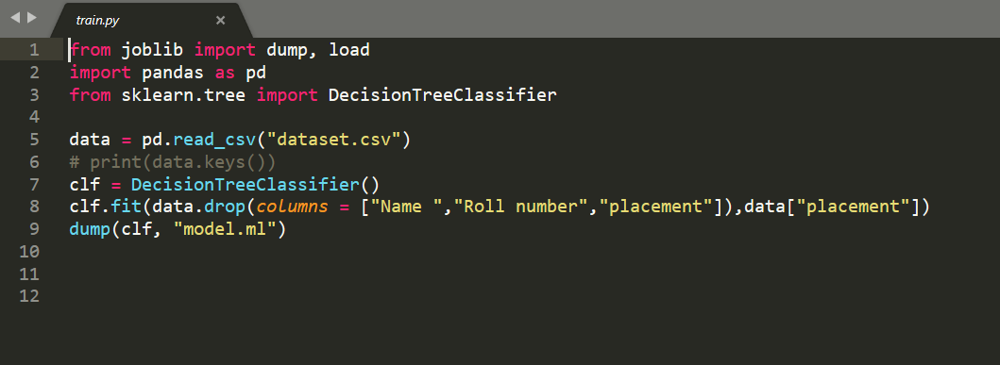 train.py
1 from joblib import dump, load
2 import pandas as pd
3 from sklearn.tree import DecisionTreeClassifier
4
5 data = pd.read_csv("dataset.csv")
6 # print(data.keys())
7 clf = DecisionTreeClassifier()
8 clf.fit(data.drop(columns = ["Name ","Roll number","placement"]),data["placement"])
9 dump(clf, "model.ml")
10
11
12